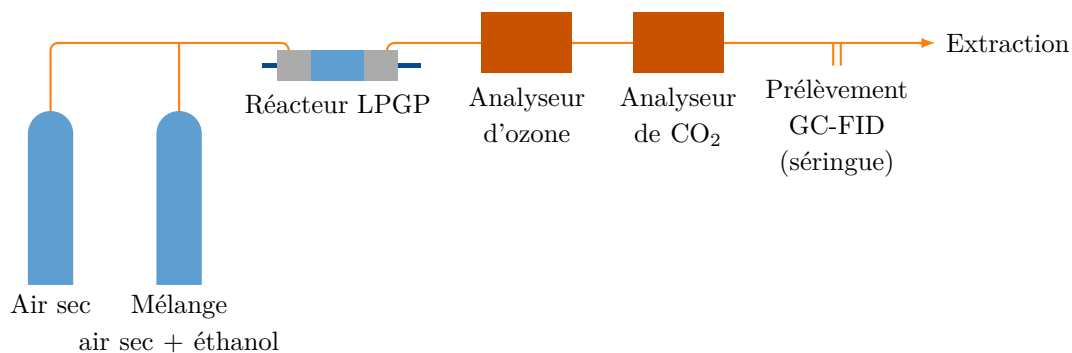 Extraction
Réacteur LPGP
Analyseur
d'ozone
Analyseur
de CO₂
Prélèvement
GC-FID
(séringue)
Air sec
Mélange
air sec + éthanol